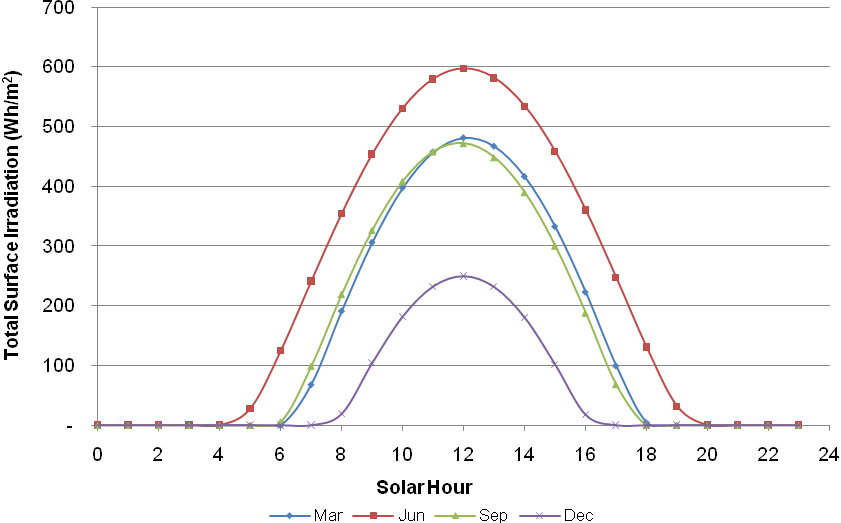 700
600
500
400
300
200
100
-
Total Surface Irradiation (Wh/m²)
0 2 4 6 8 10 12 14 16 18 20 22 24
Solar Hour
Mar Jun Sep Dec